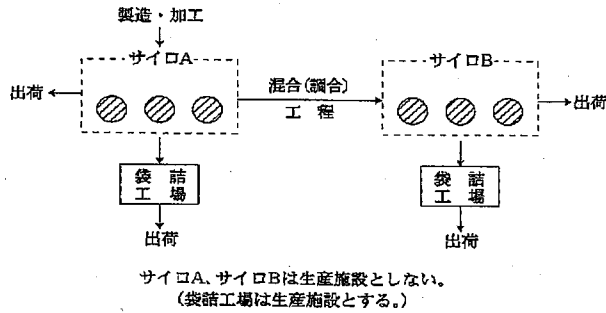 製造・加工
サイロA
サイロB
出荷
混合(調合)
工程
出荷
袋詰
工場
袋詰
工場
出荷
出荷
サイロA、サイロBは生産施設としない。
(袋詰工場は生産施設とする。)